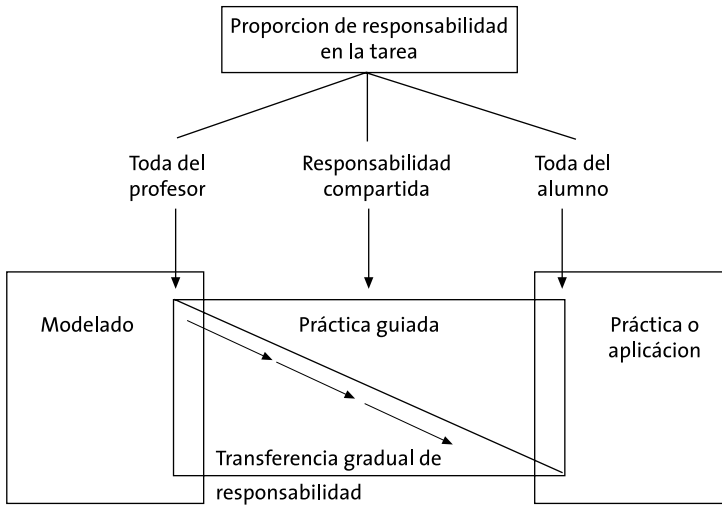 Proporcion de responsabilidad
en la tarea
Toda del
profesor
Responsabilidad
compartida
Toda del
alumno
Modelado
Práctica guiada
Práctica o
aplicácion
Transferencia gradual de
responsabilidad